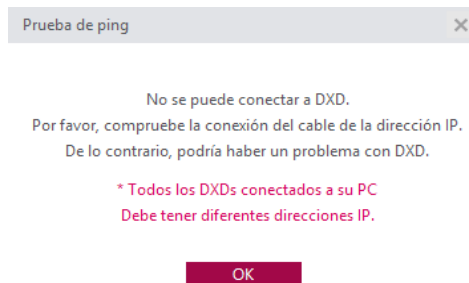 Prueba de ping
No se puede conectar a DXD.
Por favor, compruebe la conexión del cable de la dirección IP.
De lo contrario, podría haber un problema con DXD.
* Todos los DXDs conectados a su PC
Debe tener diferentes direcciones IP.
OK